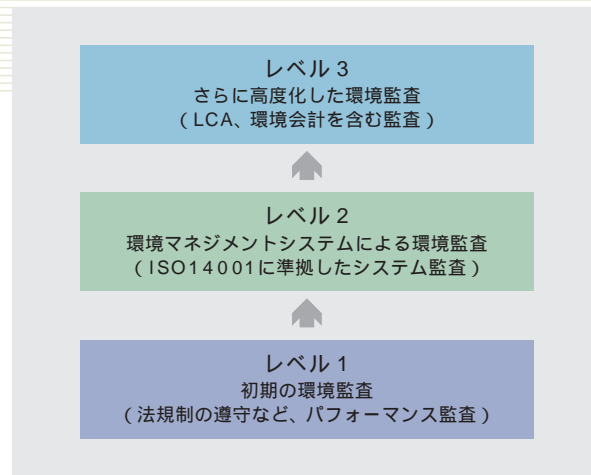 レベル 3
さらに高度化した環境監査
(LCA、環境会計を含む監査)
レベル 2
環境マネジメントシステムによる環境監査
(ISO14001に準拠したシステム監査)
レベル 1
初期の環境監査
(法規制の遵守など、パフォーマンス監査)